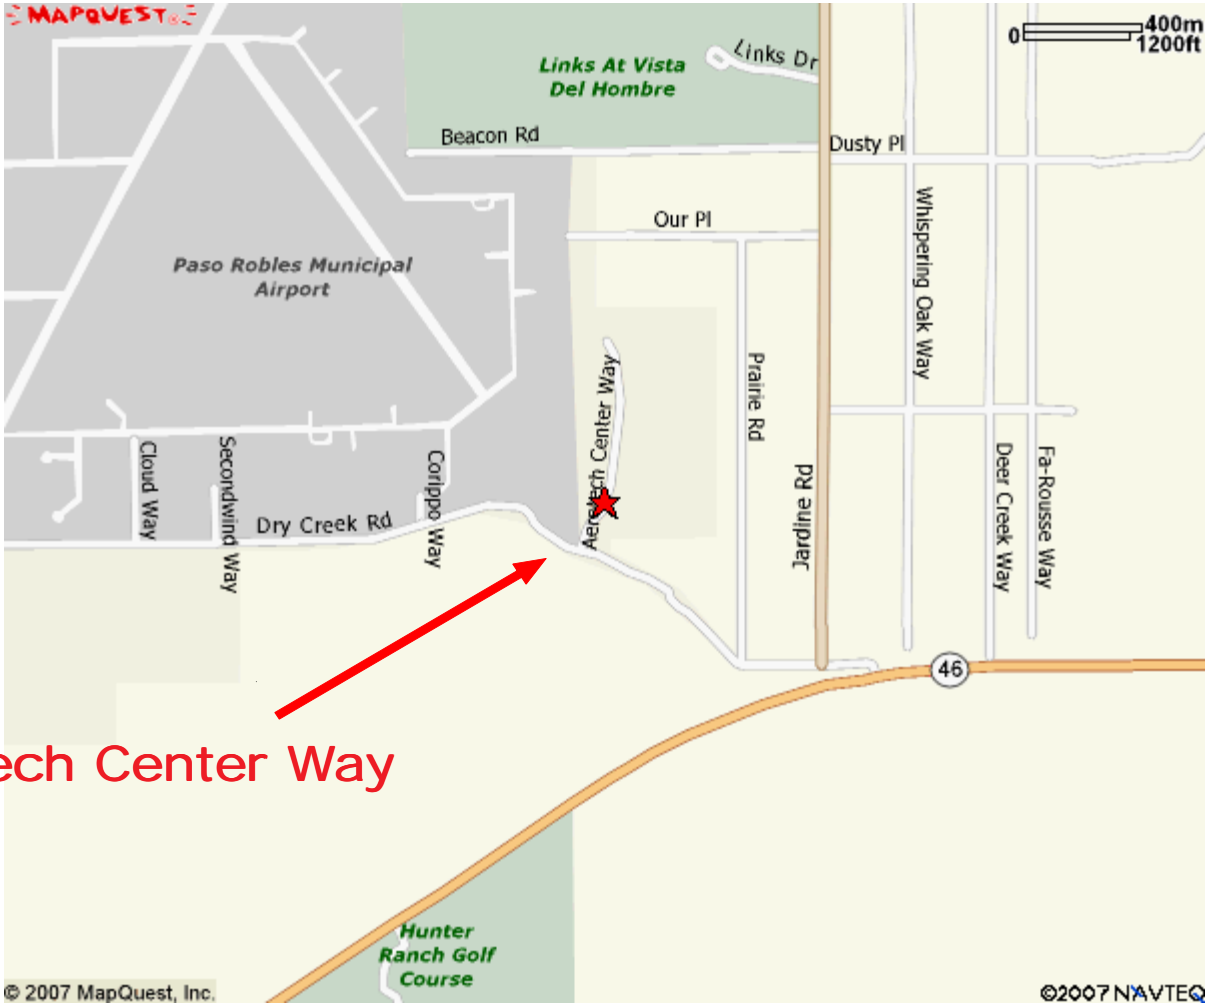 MAPQUEST®
0 400m
1200ft
Links At Vista
Del Hombre
Links Dr
Beacon Rd
Dusty Pl
Our Pl
Whispering Oak Way
Paso Robles Municipal
Airport
Aerotech Center Way
Prairie Rd
Jardine Rd
Cloud Way
Secondwind Way
Corippo Way
Deer Creek Way
Fa-Rousse Way
Dry Creek Rd
46
ech Center Way
Hunter
Ranch Golf
Course
© 2007 MapQuest, Inc.
©2007 NAVTEQ